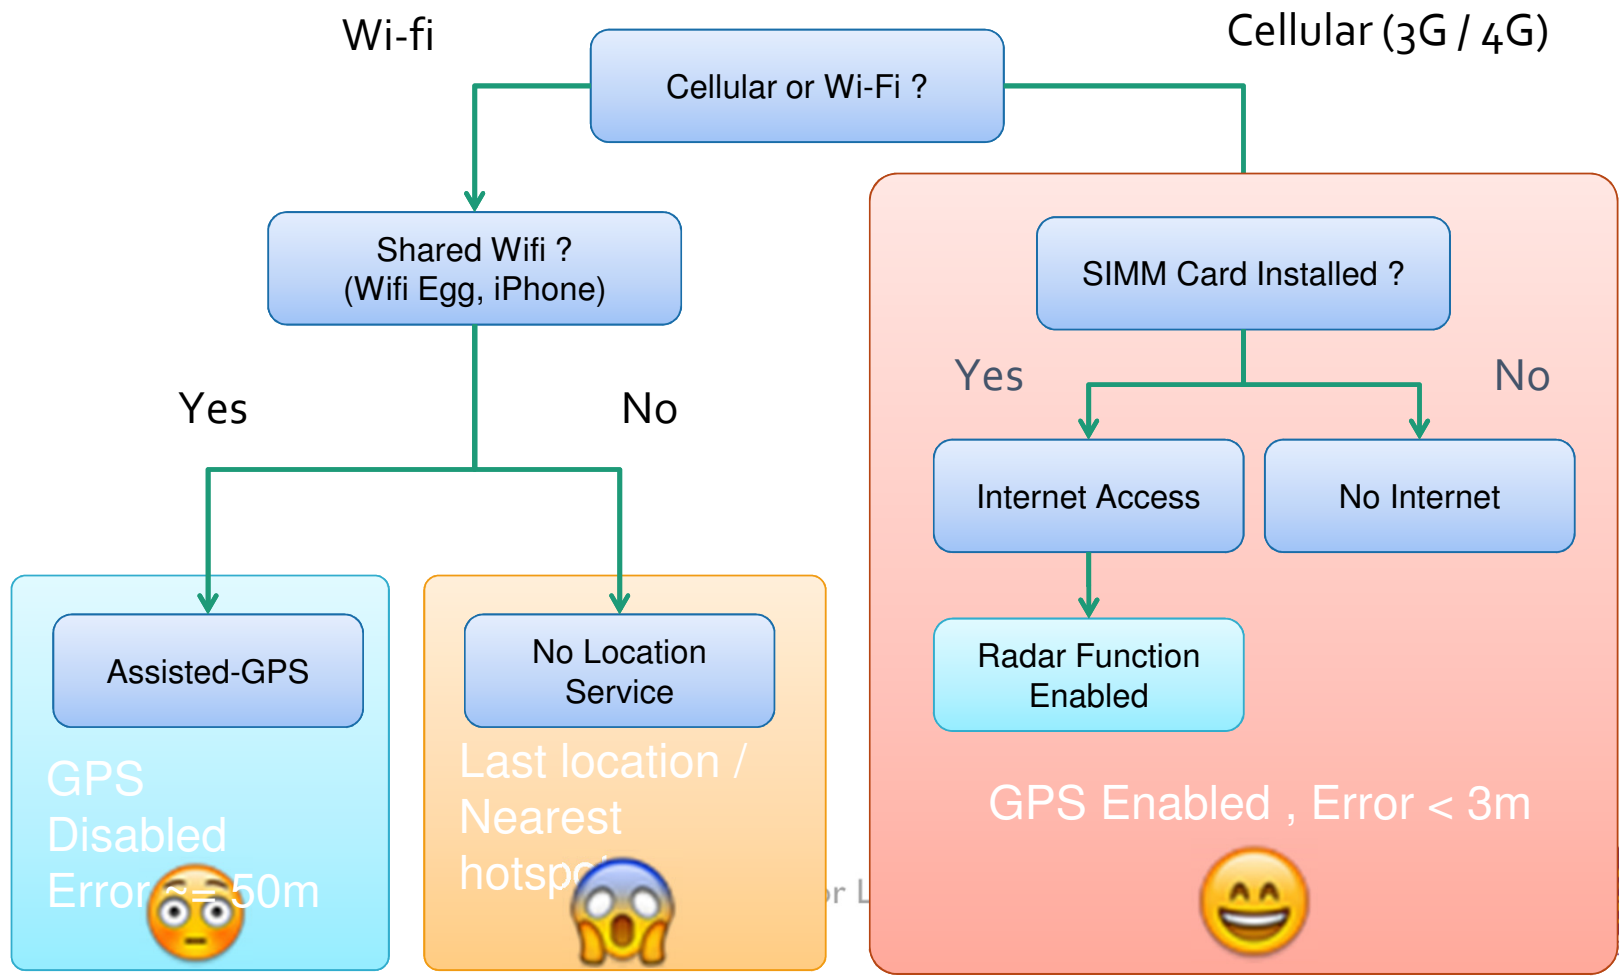 Wi-fi
Cellular (3G / 4G)
Cellular or Wi-Fi ?
Shared Wifi ?
(Wifi Egg, iPhone)
SIMM Card Installed ?
Yes
No
Yes
No
Internet Access
No Internet
Assisted-GPS
No Location
Service
Radar Function
Enabled
GPS
Disabled
Error ~= 50m
Last location /
Nearest
GPS Enabled , Error < 3m